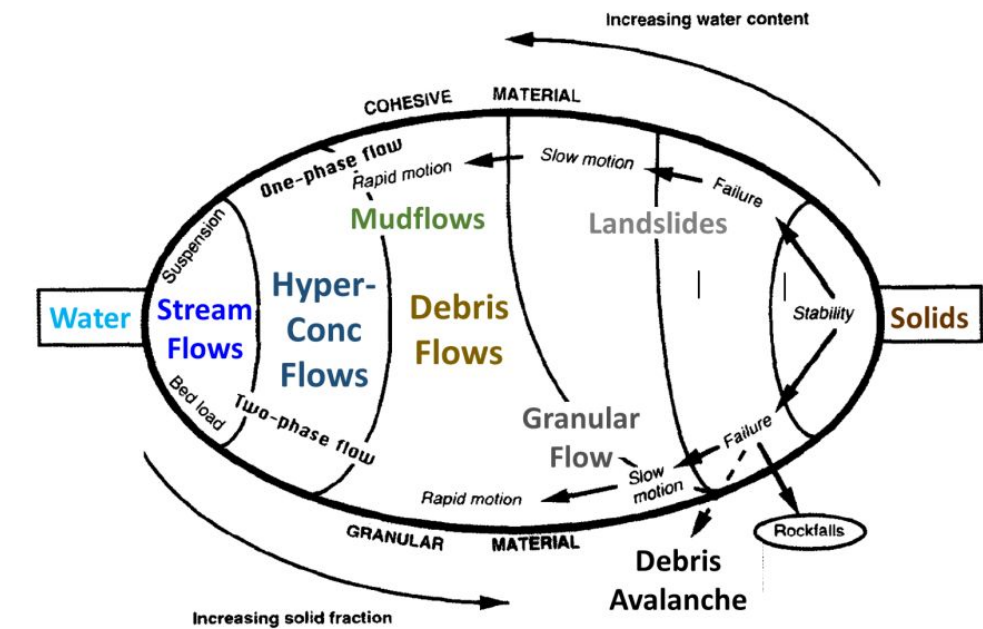 Increasing water content
COHESIVE MATERIAL
One-phase flow
Rapid motion
Slow motion
Failure
Mudflows
Landslides
Suspension
Water
Stream
Flows
Hyper-
Conc
Flows
Debris
Flows
Stability
Solids
Bed load
Two-phase flow
Granular
Flow
Failure
Slow
motion
Rapid motion
Rockfalls
GRANULAR MATERIAL
Debris
Avalanche
Increasing solid fraction